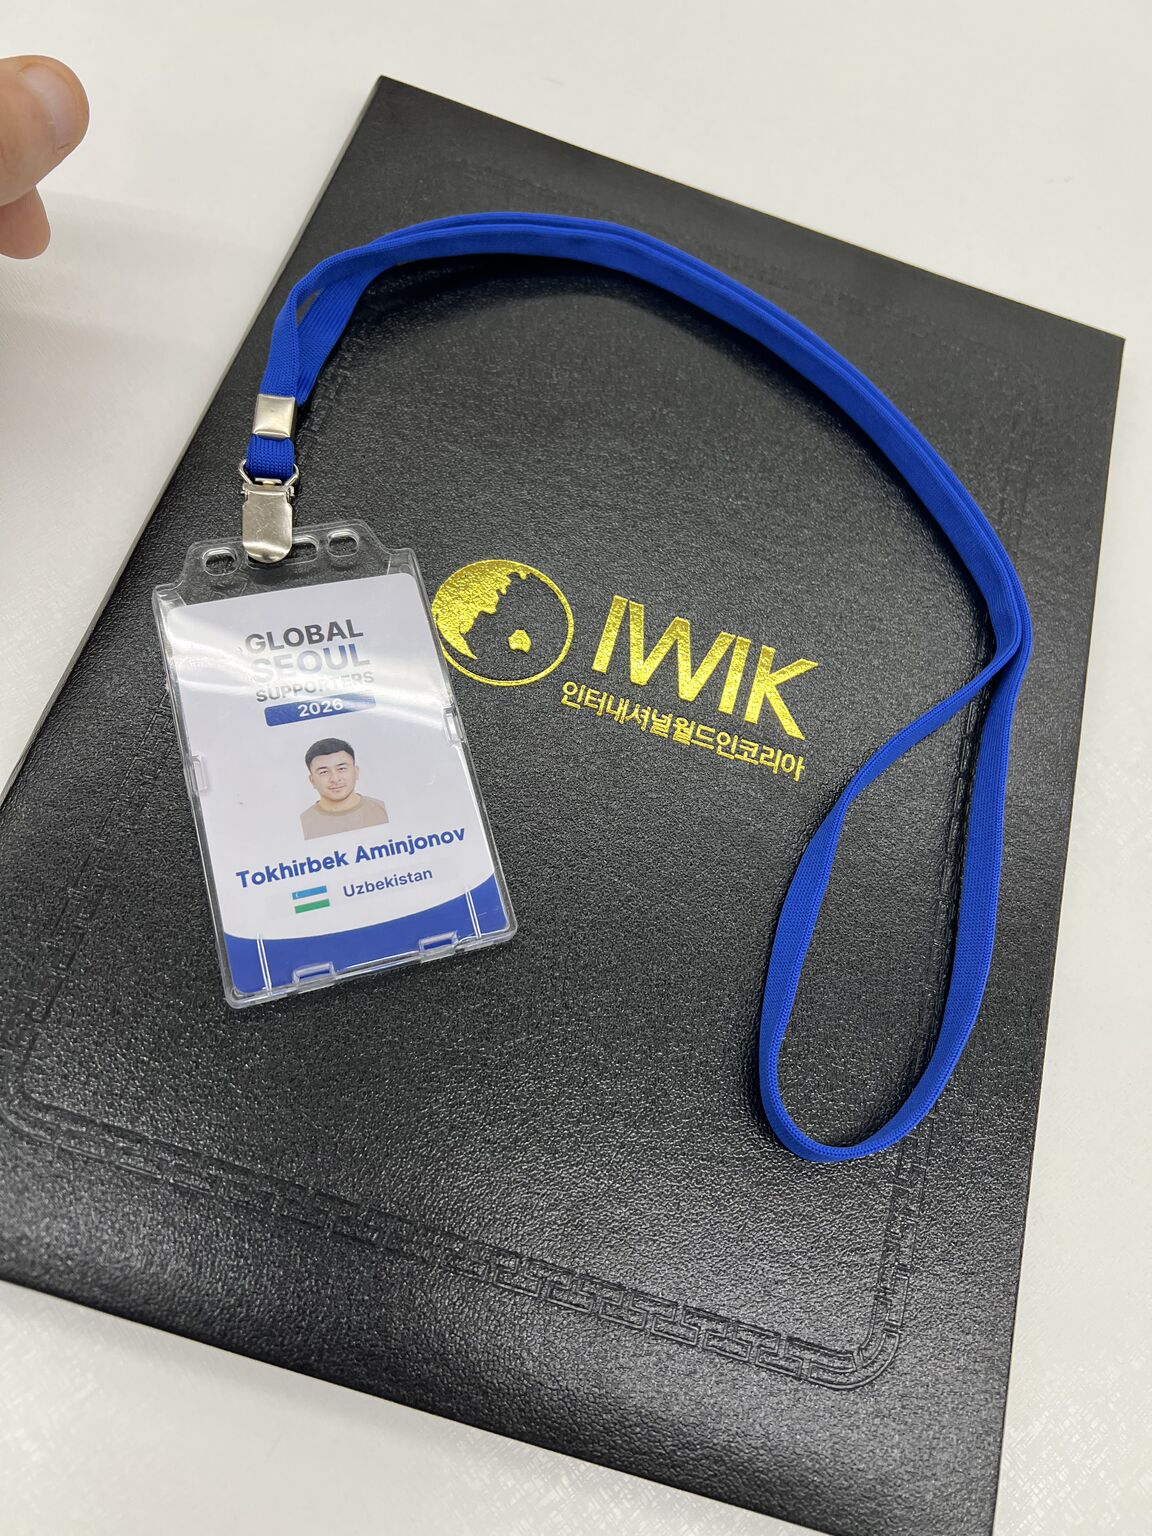 GLOBAL
SEOUL
SUPPORTERS
2026
Tokhirbek Aminjonov
Uzbekistan
IWIK
인터내셔널월드인코리아